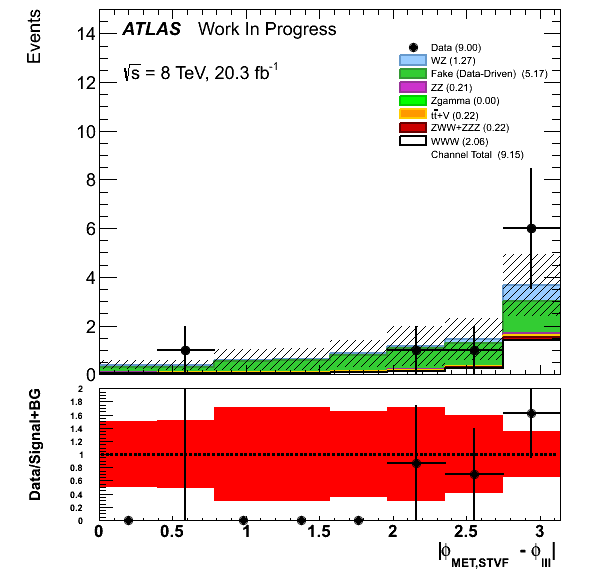 Events
ATLAS Work In Progress
√s = 8 TeV, 20.3 fb⁻¹
Data (9.00)
WZ (1.27)
Fake (Data-Driven) (5.17)
ZZ (0.21)
Zgamma (0.00)
tt̄+V (0.22)
ZWW+ZZZ (0.22)
WWW (2.06)
Channel Total (9.15)
14
12
10
8
6
4
2
0
Data/Signal+BG
2
1.8
1.6
1.4
1.2
1
0.8
0.6
0.4
0.2
0
0 0.5 1 1.5 2 2.5 3
|ϕMET,STVF - ϕlll|